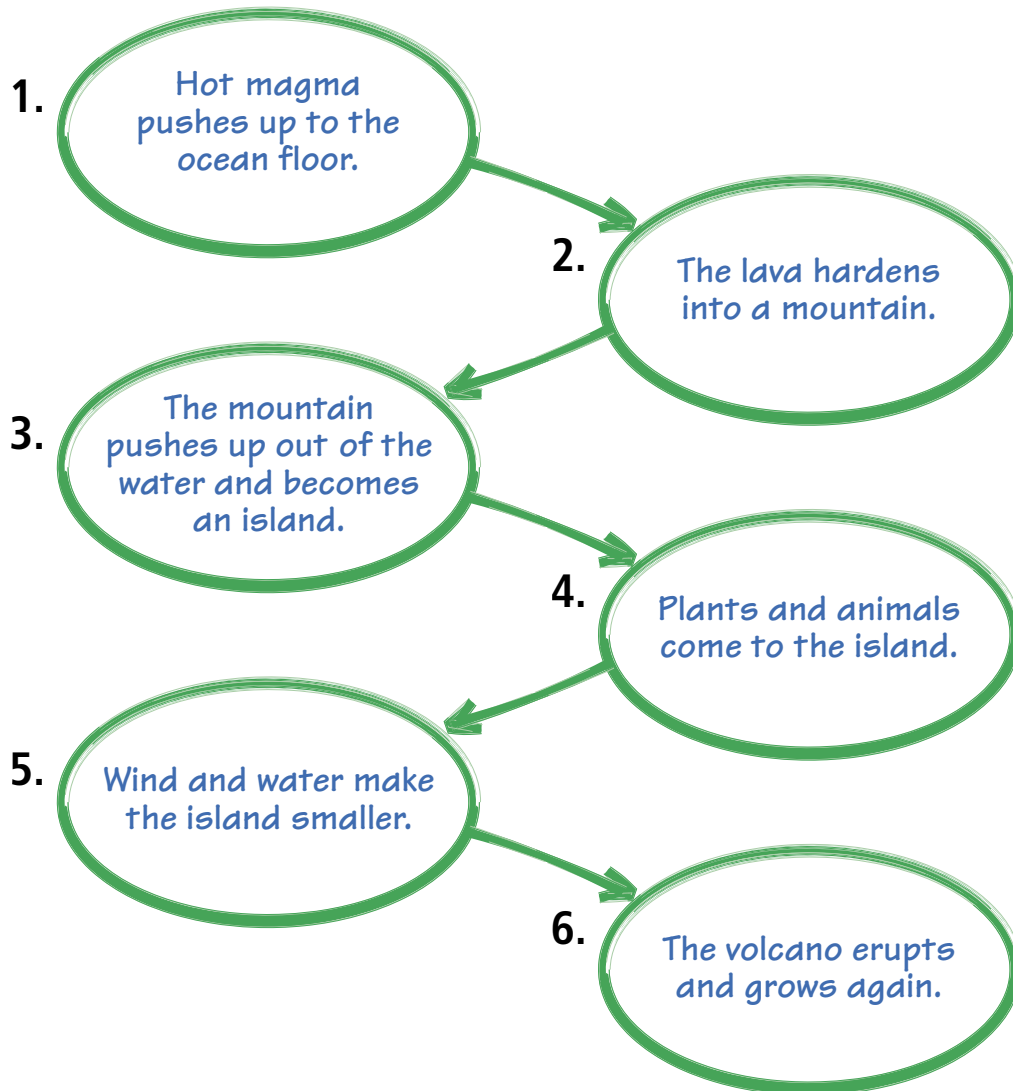 1.
Hot magma
pushes up to the
ocean floor.
2.
The lava hardens
into a mountain.
3.
The mountain
pushes up out of the
water and becomes
an island.
4.
Plants and animals
come to the island.
5.
Wind and water make
the island smaller.
6.
The volcano erupts
and grows again.